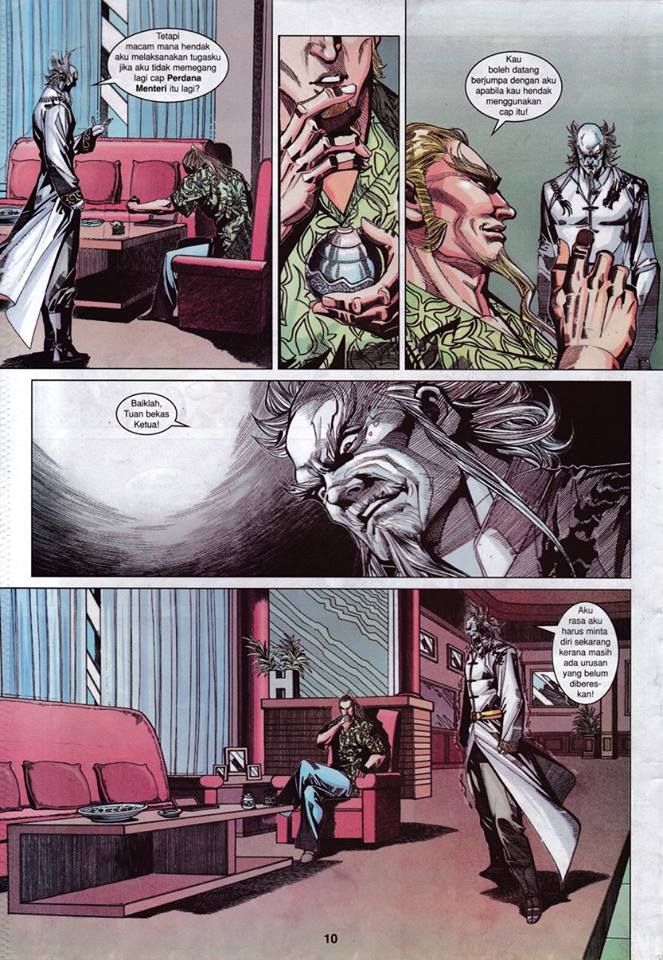 Tetapi
macam mana hendak
aku melaksanakan tugasku
jika aku tidak memegang
lagi cap Perdana
Menteri itu lagi?
Kau
boleh datang
berjumpa dengan aku
apabila kau hendak
menggunakan
cap itu!
Baiklah,
Tuan bekas
Ketua!
Aku
rasa aku
harus minta
diri sekarang
kerana masih
ada urusan
yang belum
dibereskan!
10